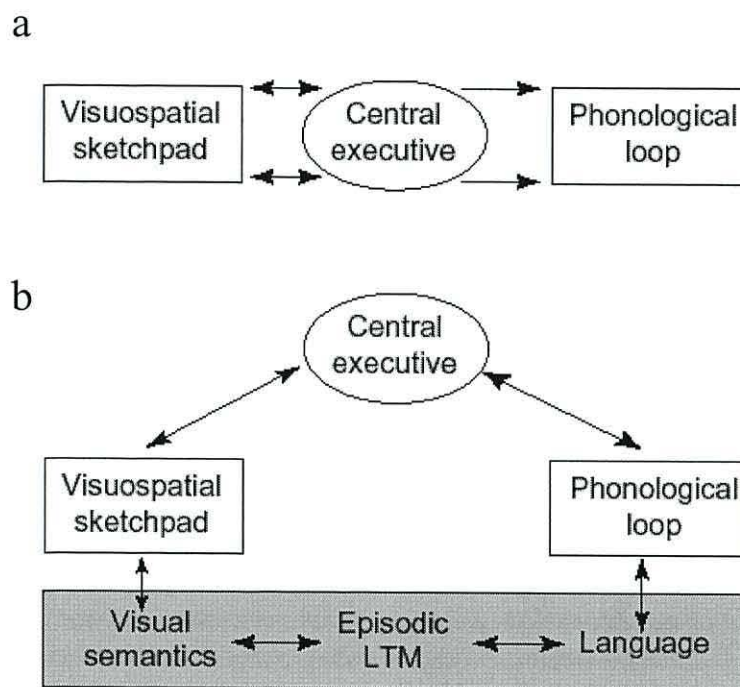 a
Visuospatial
sketchpad
Central
executive
Phonological
loop
b
Central
executive
Visuospatial
sketchpad
Phonological
loop
Visual
semantics
Episodic
LTM
Language